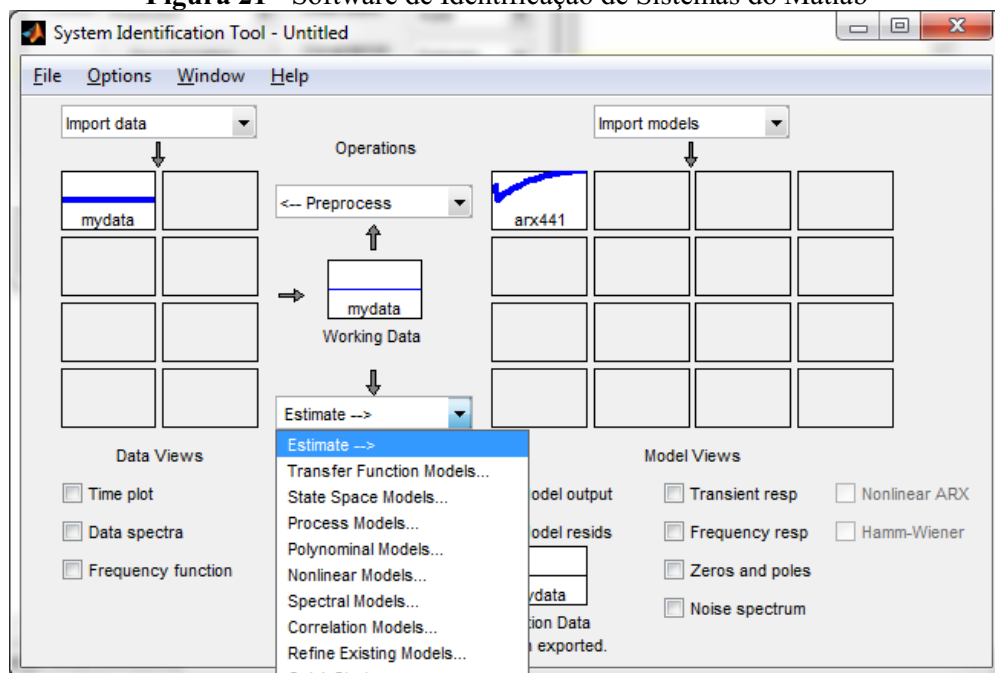 Figura 21 - Software de Identificação de Sistemas do Matlab
System Identification Tool - Untitled
File Options Window Help
Import data
Import models
Operations
<-- Preprocess
mydata
arx441
mydata
Working Data
Estimate -->
Estimate -->
Transfer Function Models...
State Space Models...
Process Models...
Polynominal Models...
Nonlinear Models...
Spectral Models...
Correlation Models...
Refine Existing Models...
Data Views
Time plot
Data spectra
Frequency function
Model Views
odel output
odel resids
Transient resp
Frequency resp
Zeros and poles
Noise spectrum
Nonlinear ARX
Hamm-Wiener
ydata
tion Data
exported.